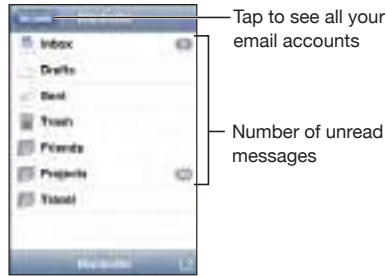 Tap to see all your
email accounts
Inbox
Drafts
Sent
Trash
Friends
Number of unread
messages
Projects
Travel